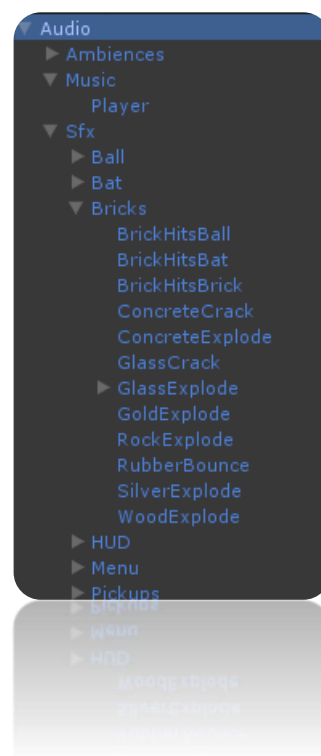 Audio
Ambiences
Music
Player
Sfx
Ball
Bat
Bricks
BrickHitsBall
BrickHitsBat
BrickHitsBrick
ConcreteCrack
ConcreteExplode
GlassCrack
GlassExplode
GoldExplode
RockExplode
RubberBounce
SilverExplode
WoodExplode
HUD
Menu
Pickups